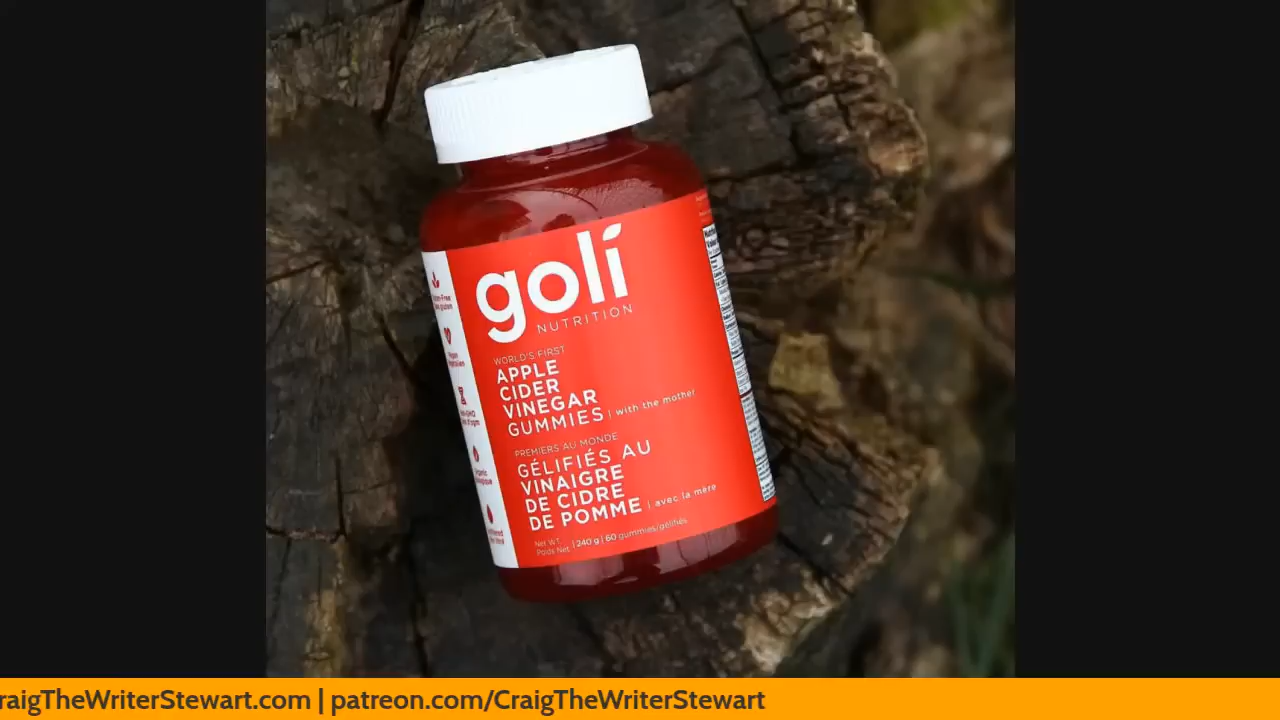 goli
NUTRITION
WORLD'S FIRST
APPLE
CIDER
VINEGAR
GUMMIES | with the mother
PREMIERS AU MONDE
GÉLIFIÉS AU
VINAIGRE
DE CIDRE
DE POMME | avec la mère
Net WT.
Poids Net | 240 g | 60 gummies/gélifiés
raigTheWriterStewart.com | patreon.com/CraigTheWriterStewart